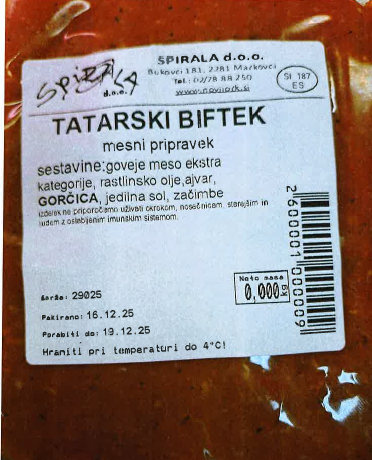 SPIRALA
d.o.o.
SPIRALA d.o.o.
Bukovci 181, 2281 Markovci
Tel.: 02/78 88 250
SI 187
ES
TATARSKI BIFTEK
mesni pripravek
sestavine:goveje meso ekstra
kategorije, rastlinsko olje,ajvar,
GORČICA, jedilna sol, začimbe
izdelek ne priporočamo uživati otrokom, nosečnicam, starejšim in
ljudem z oslabljenim imunskim sistemom.
Neto masa
0,000 kg
2600001000009
Šarža: 29025
Pakirano: 16.12.25
Porabiti do: 19.12.25
Hraniti pri temperaturi do 4°C!